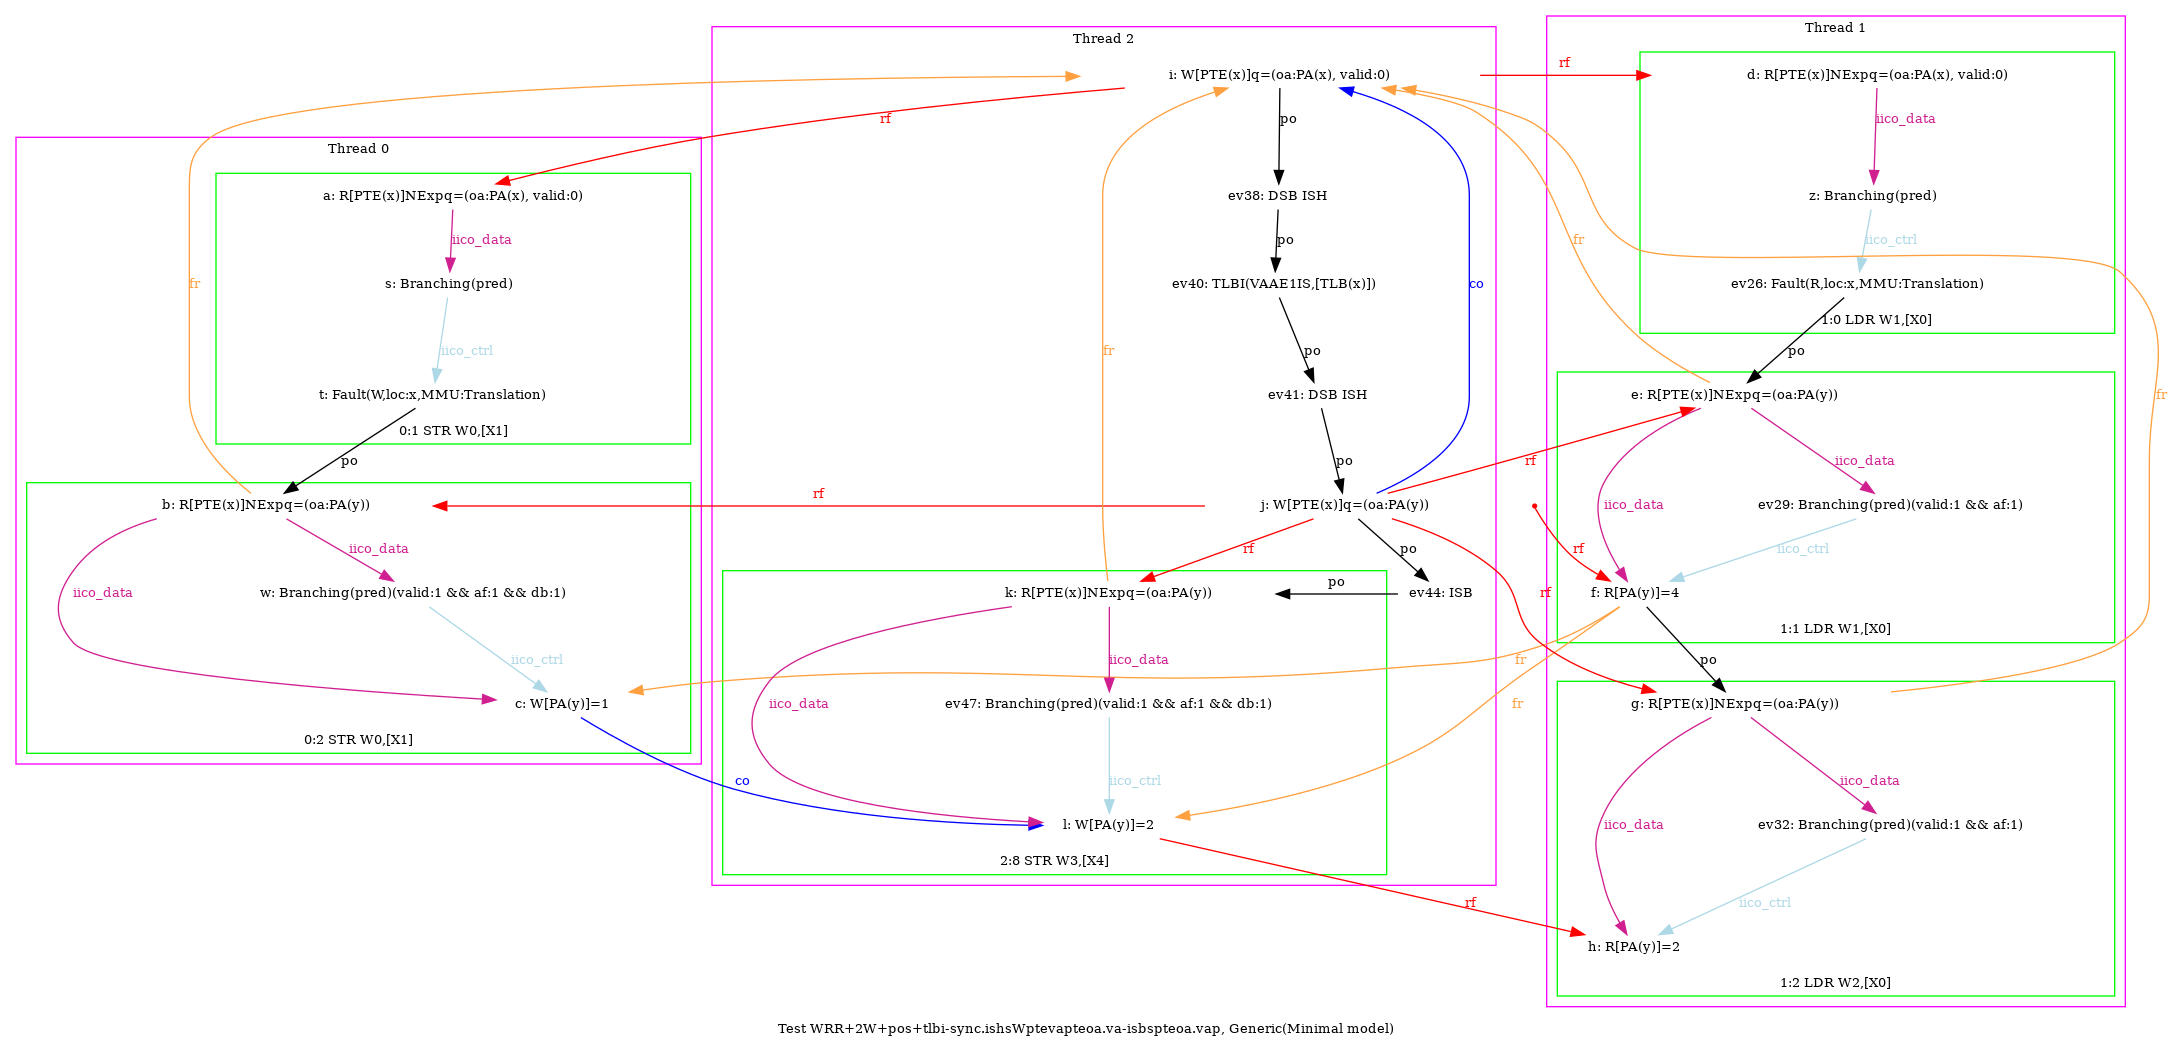 Thread 0
a: R[PTE(x)]NExpq=(oa:PA(x), valid:0)
iico_data
s: Branching(pred)
iico_ctrl
t: Fault(W,loc:x,MMU:Translation)
0:1 STR W0,[X1]
po
b: R[PTE(x)]NExpq=(oa:PA(y))
iico_data
iico_data
w: Branching(pred)(valid:1 && af:1 && db:1)
iico_ctrl
c: W[PA(y)]=1
0:2 STR W0,[X1]
fr
rf
rf
co
Thread 2
i: W[PTE(x)]q=(oa:PA(x), valid:0)
po
ev38: DSB ISH
po
ev40: TLBI(VAAE1IS,[TLB(x)])
po
ev41: DSB ISH
po
j: W[PTE(x)]q=(oa:PA(y))
co
fr
rf
po
po
ev44: ISB
k: R[PTE(x)]NExpq=(oa:PA(y))
iico_data
iico_data
ev47: Branching(pred)(valid:1 && af:1 && db:1)
iico_ctrl
l: W[PA(y)]=2
2:8 STR W3,[X4]
rf
rf
rf
rf
fr
fr
fr
rf
rf
Thread 1
d: R[PTE(x)]NExpq=(oa:PA(x), valid:0)
iico_data
z: Branching(pred)
iico_ctrl
ev26: Fault(R,loc:x,MMU:Translation)
1:0 LDR W1,[X0]
po
e: R[PTE(x)]NExpq=(oa:PA(y))
fr
iico_data
iico_data
ev29: Branching(pred)(valid:1 && af:1)
iico_ctrl
f: R[PA(y)]=4
1:1 LDR W1,[X0]
po
g: R[PTE(x)]NExpq=(oa:PA(y))
iico_data
iico_data
ev32: Branching(pred)(valid:1 && af:1)
iico_ctrl
h: R[PA(y)]=2
1:2 LDR W2,[X0]
Test WRR+2W+pos+tlbi-sync.ishsWptevapteoa.va-isbspteoa.vap, Generic(Minimal model)